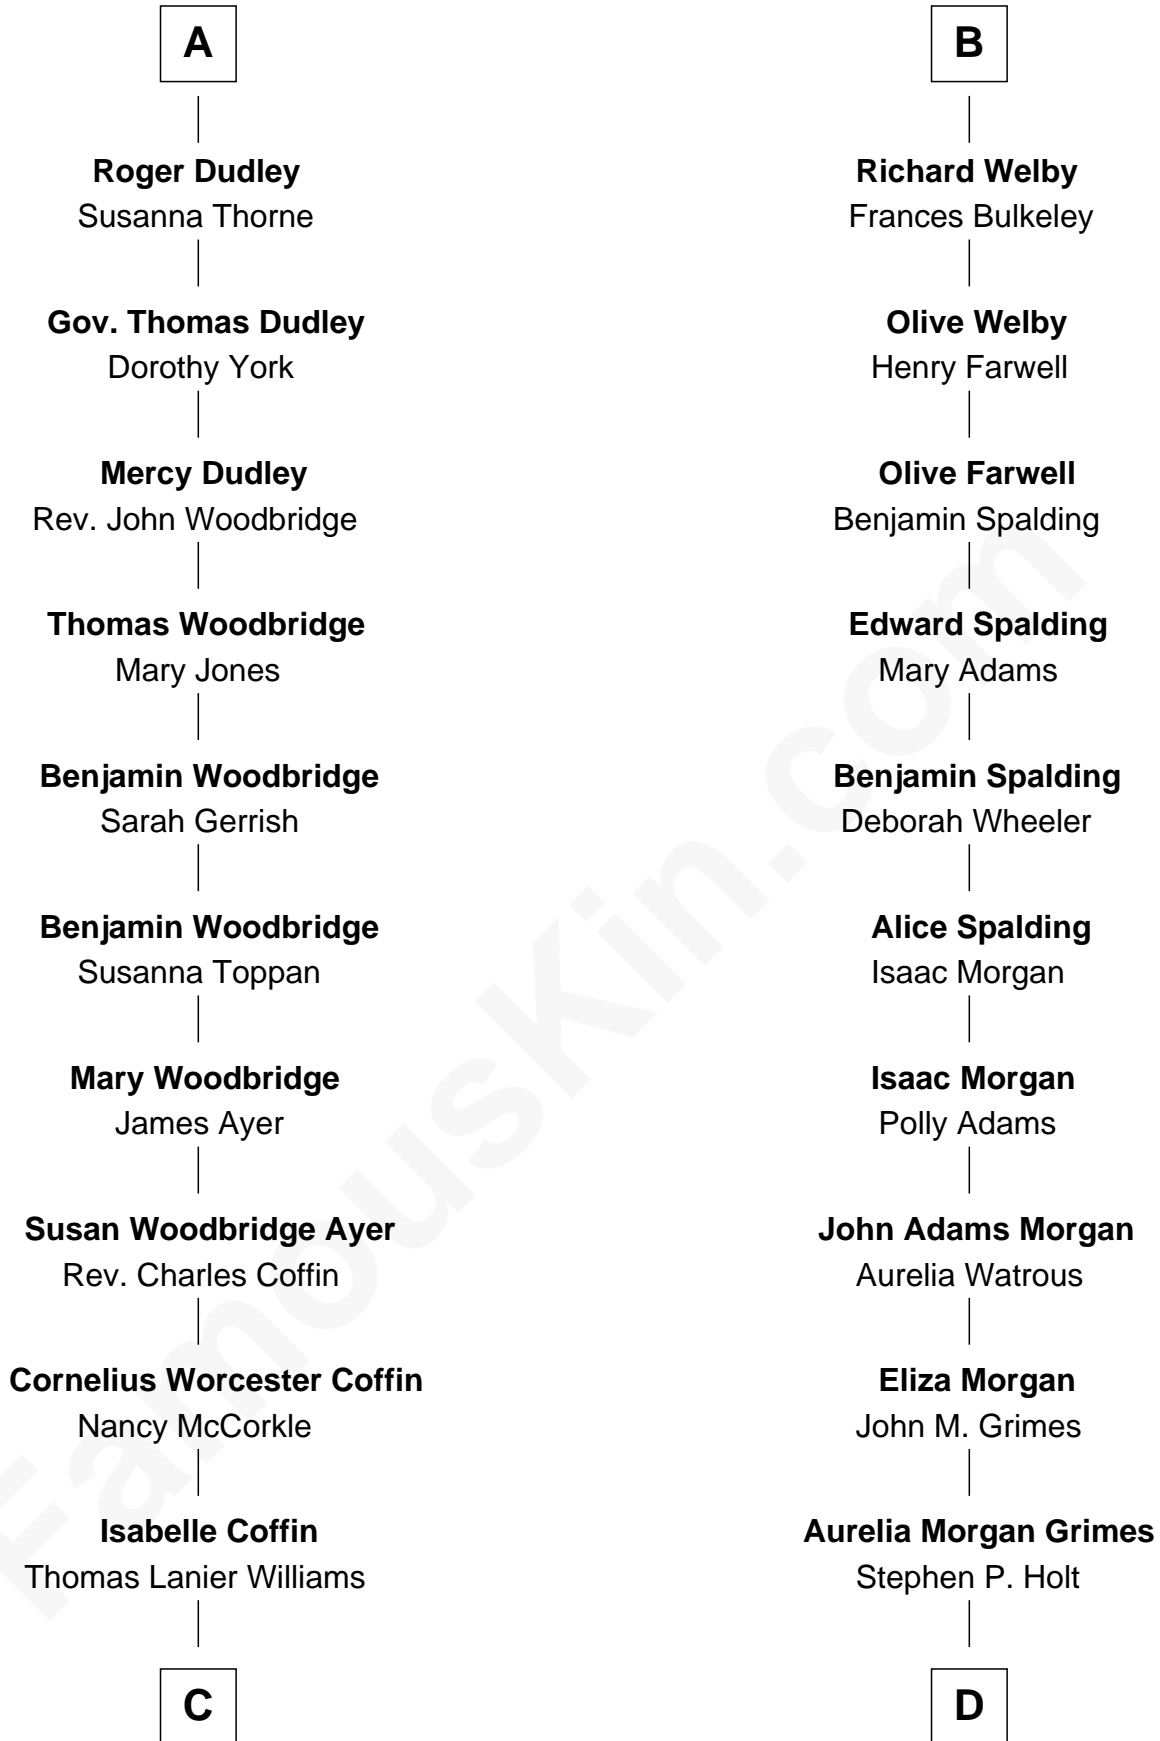 A
Roger Dudley
Susanna Thorne
Gov. Thomas Dudley
Dorothy York
Mercy Dudley
Rev. John Woodbridge
Thomas Woodbridge
Mary Jones
Benjamin Woodbridge
Sarah Gerrish
Benjamin Woodbridge
Susanna Toppan
Mary Woodbridge
James Ayer
Susan Woodbridge Ayer
Rev. Charles Coffin
Cornelius Worcester Coffin
Nancy McCorkle
Isabelle Coffin
Thomas Lanier Williams
C
B
Richard Welby
Frances Bulkeley
Olive Welby
Henry Farwell
Olive Farwell
Benjamin Spalding
Edward Spalding
Mary Adams
Benjamin Spalding
Deborah Wheeler
Alice Spalding
Isaac Morgan
Isaac Morgan
Polly Adams
John Adams Morgan
Aurelia Watrous
Eliza Morgan
John M. Grimes
Aurelia Morgan Grimes
Stephen P. Holt
D
FamousKin.com